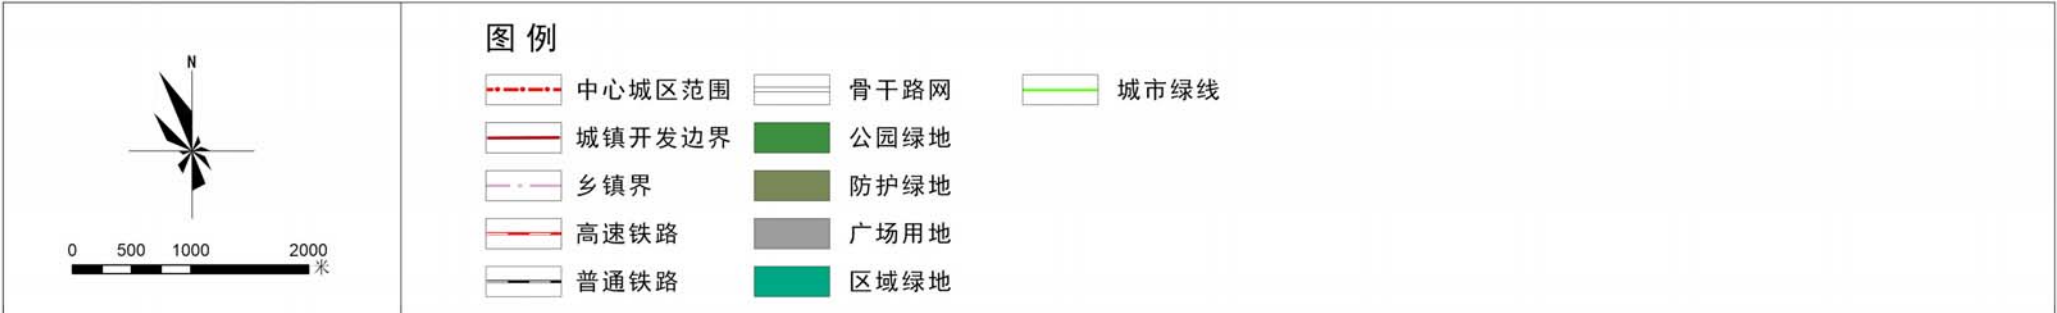 N
0 500 1000 2000
米
图例
中心城区范围
城镇开发边界
乡镇界
高速铁路
普通铁路
骨干路网
公园绿地
防护绿地
广场用地
区域绿地
城市绿线